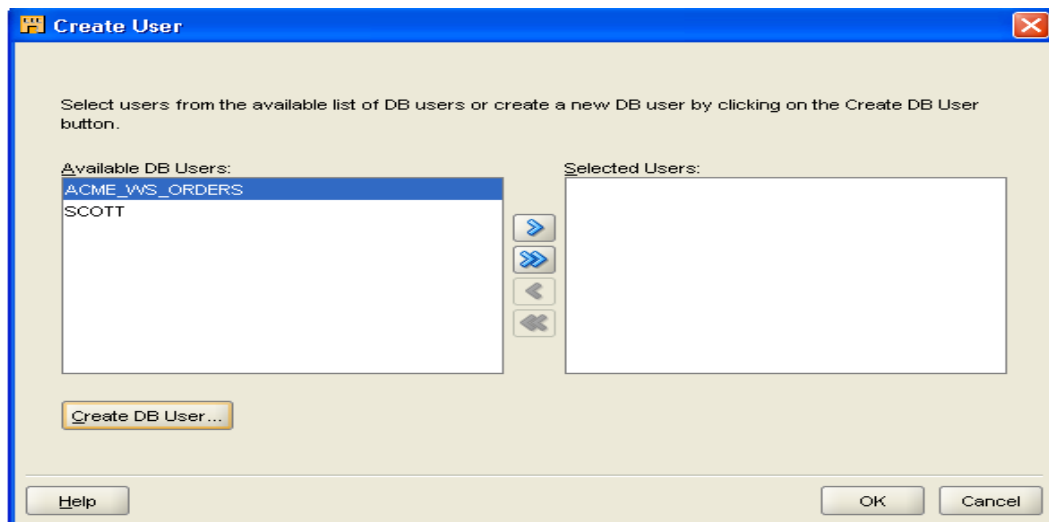 Create User
Select users from the available list of DB users or create a new DB user by clicking on the Create DB User
button.
Available DB Users:
Selected Users:
ACME_WS_ORDERS
SCOTT
Create DB User...
Help
OK
Cancel